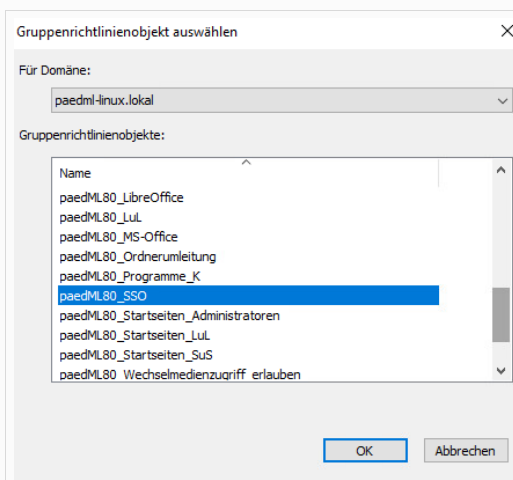 Gruppenrichtlinienobjekt auswählen
Für Domäne:
paedml-linux.lokal
Gruppenrichtlinienobjekte:
Name
paedML80_LibreOffice
paedML80_LuL
paedML80_MS-Office
paedML80_Ordnerumleitung
paedML80_Programme_K
paedML80_SSO
paedML80_Startseiten_Administratoren
paedML80_Startseiten_LuL
paedML80_Startseiten_SuS
paedML80_Wechselmedienzugriff_erlauben
OK Abbrechen